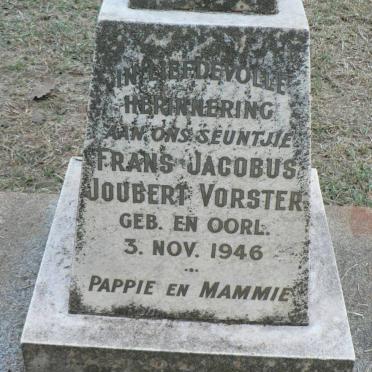 IN LIEFDEVOLLE
HERINNERING
AAN ONS SEUNTJIE
FRANS JACOBUS
JOUBERT VORSTER
GEB. EN OORL.
3. NOV. 1946
...
PAPPIE EN MAMMIE